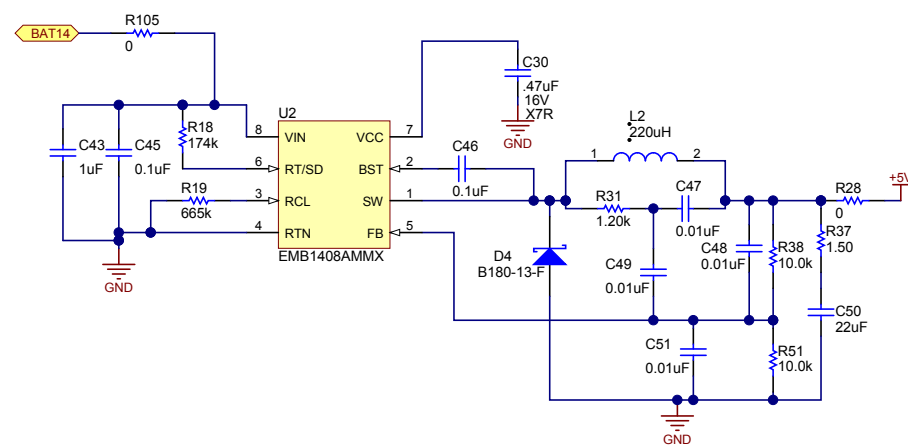 BAT14
R105
0
C30
.47uF
16V
X7R
GND
U2
8 VIN
VCC 7
6 RT/SD
BST 2
3 RCL
SW 1
4 RTN
FB 5
EMB1408AMMX
C43
1uF
C45
0.1uF
R18
174k
R19
665k
GND
C46
0.1uF
L2
220uH
1
2
R31
1.20k
C47
0.01uF
D4
B180-13-F
C49
0.01uF
C48
0.01uF
R38
10.0k
R28
0
+5V
R37
1.50
C50
22uF
C51
0.01uF
R51
10.0k
GND